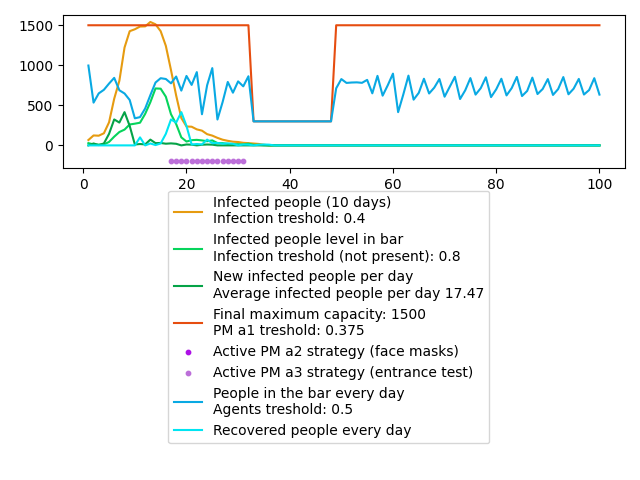 1500
1000
500
0
0
20
40
60
80
100
Infected people (10 days)
Infection treshold: 0.4
Infected people level in bar
Infection treshold (not present): 0.8
New infected people per day
Average infected people per day 17.47
Final maximum capacity: 1500
PM a1 treshold: 0.375
Active PM a2 strategy (face masks)
Active PM a3 strategy (entrance test)
People in the bar every day
Agents treshold: 0.5
Recovered people every day